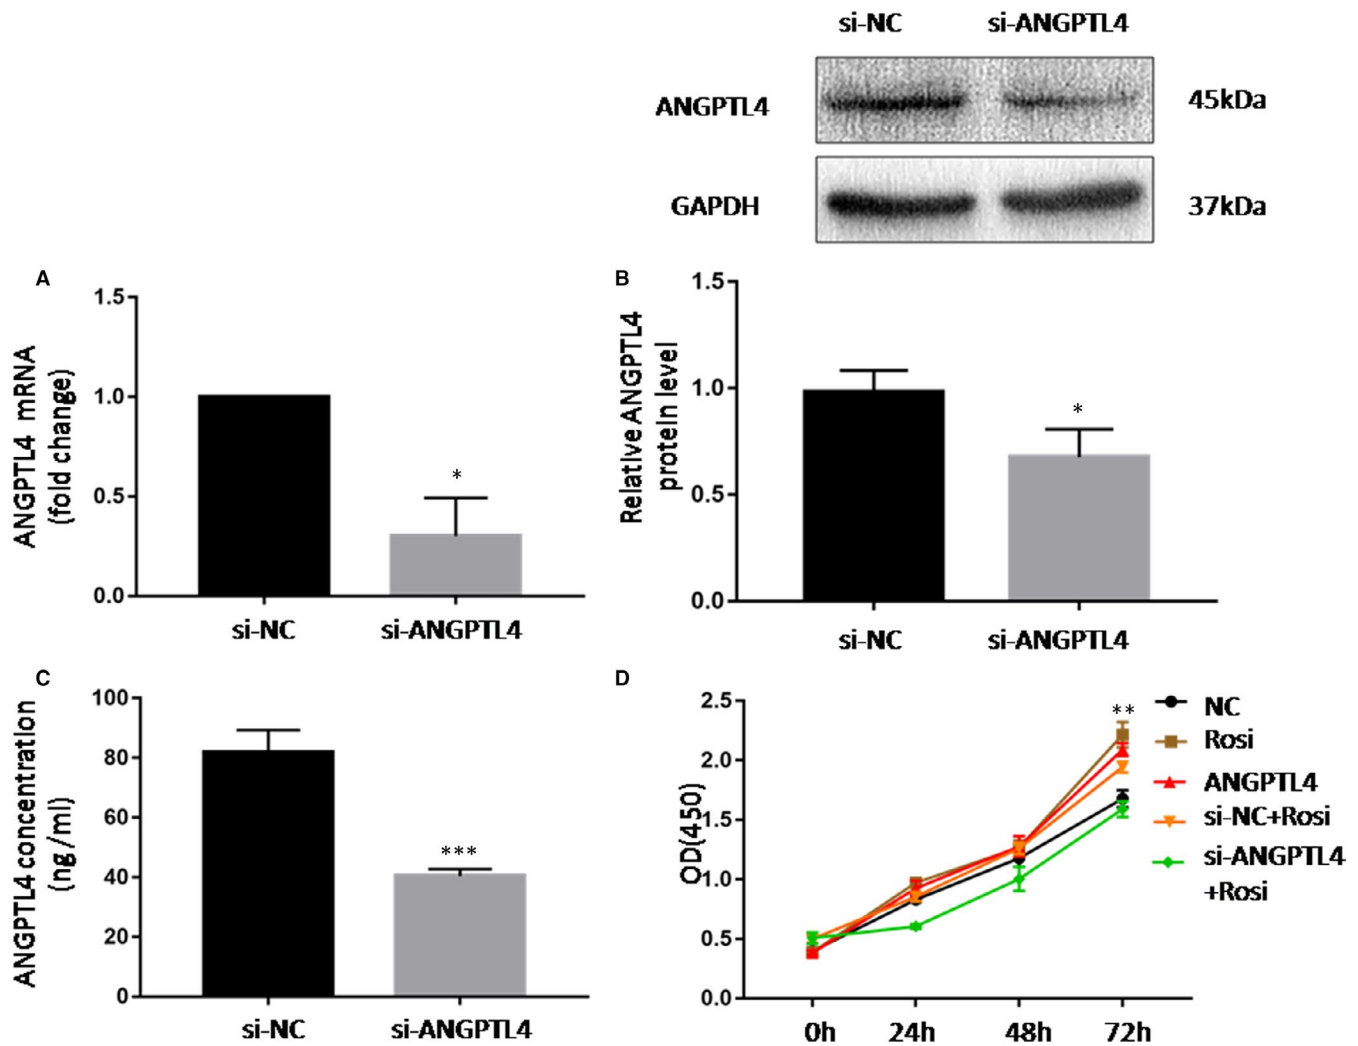 si-NC si-ANGPTL4
ANGPTL4 45kDa
GAPDH 37kDa
A
ANGPTL4 mRNA
(fold change)
1.5
1.0
0.5
0.0
*
si-NC si-ANGPTL4
B
Relative ANGPTL4
protein level
1.5
1.0
0.5
0.0
*
si-NC si-ANGPTL4
C
ANGPTL4 concentration
(ng/ml)
100
80
60
40
20
0
***
si-NC si-ANGPTL4
D
OD(450)
2.5
2.0
1.5
1.0
0.5
0.0
**
0h 24h 48h 72h
NC
Rosi
ANGPTL4
si-NC+Rosi
si-ANGPTL4
+Rosi